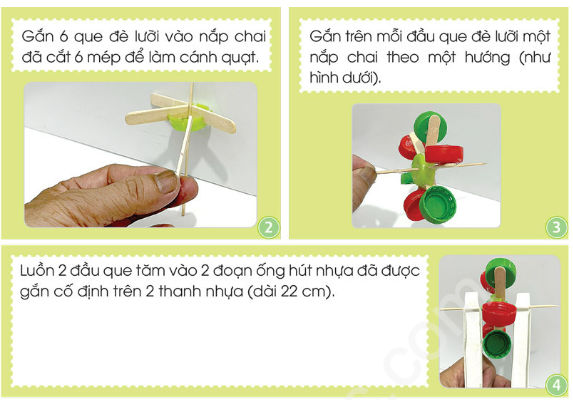 Gắn 6 que đè lưỡi vào nắp chai
đã cắt 6 mép để làm cánh quạt.
2
Gắn trên mỗi đầu que đè lưỡi một
nắp chai theo một hướng (như
hình dưới).
3
Luồn 2 đầu que tăm vào 2 đoạn ống hút nhựa đã được
gắn cố định trên 2 thanh nhựa (dài 22 cm).
4